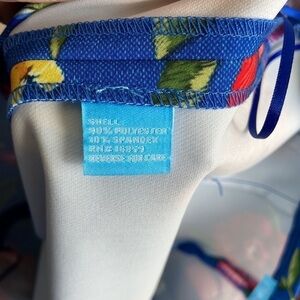 SHELL:
90% POLYESTER
10% SPANDEX
REVERSE FOR CARE